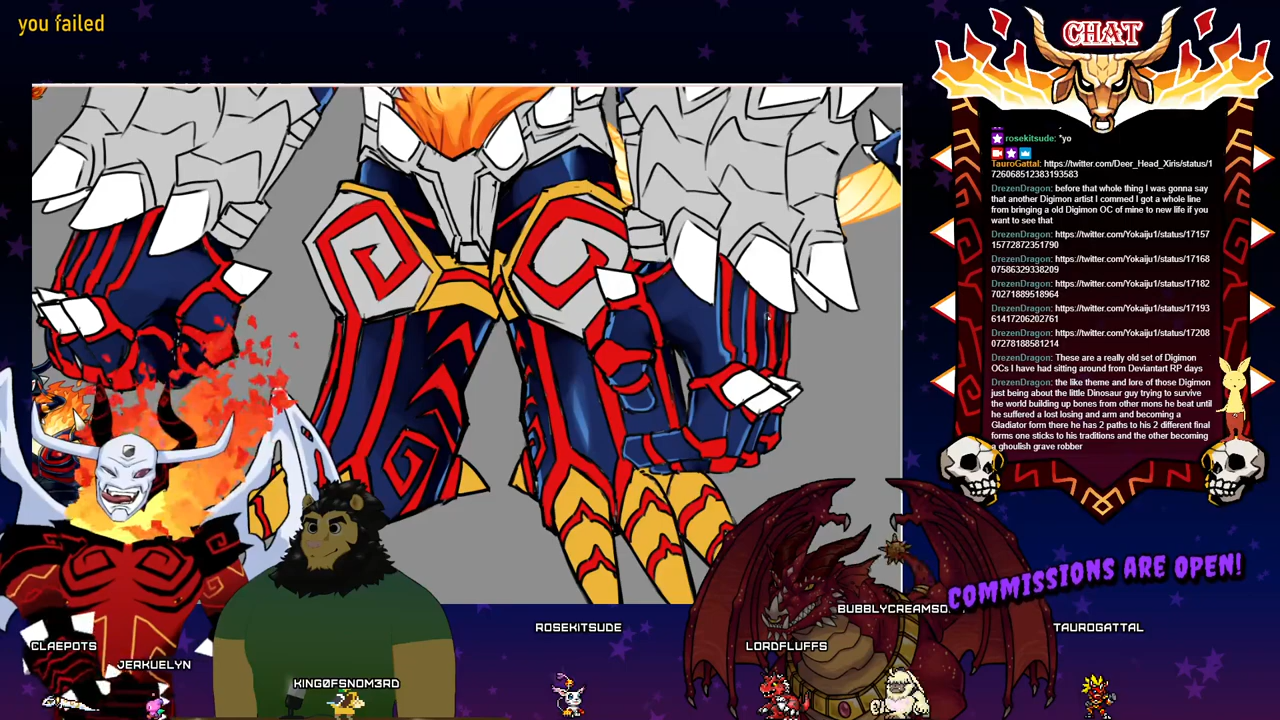 you failed
CHAT
rosekitsude: *yo
TauroGattal: https://twitter.com/Deer_Head_Xiris/status/1
726068512383193583
DrezenDragon: before that whole thing I was gonna say
that another Digimon artist I commed I got a whole line
from bringing a old Digimon OC of mine to new life if you
want to see that
DrezenDragon: https://twitter.com/Yokaiju1/status/17157
15772872351790
DrezenDragon: https://twitter.com/Yokaiju1/status/17168
07586329338209
DrezenDragon: https://twitter.com/Yokaiju1/status/17182
70271889518964
DrezenDragon: https://twitter.com/Yokaiju1/status/17193
61417206202761
DrezenDragon: https://twitter.com/Yokaiju1/status/17208
07278188581214
DrezenDragon: These are a really old set of Digimon
OCs I have had sitting around from Deviantart RP days
DrezenDragon: the like theme and lore of those Digimon
just being about the little Dinosaur guy trying to survive
the world building up bones from other mons he beat until
he suffered a lost losing and arm and becoming a
Gladiator form there he has 2 paths to his 2 different final
forms one sticks to his traditions and the other becoming
a ghoulish grave robber
COMMISSIONS ARE OPEN!
BUBBLYCREAMSO
ROSEKITSUDE
TAUROGATTAL
CLAEPOTS
LORDFLUFFS
JERKUELYN
KING0FSNOM3RD